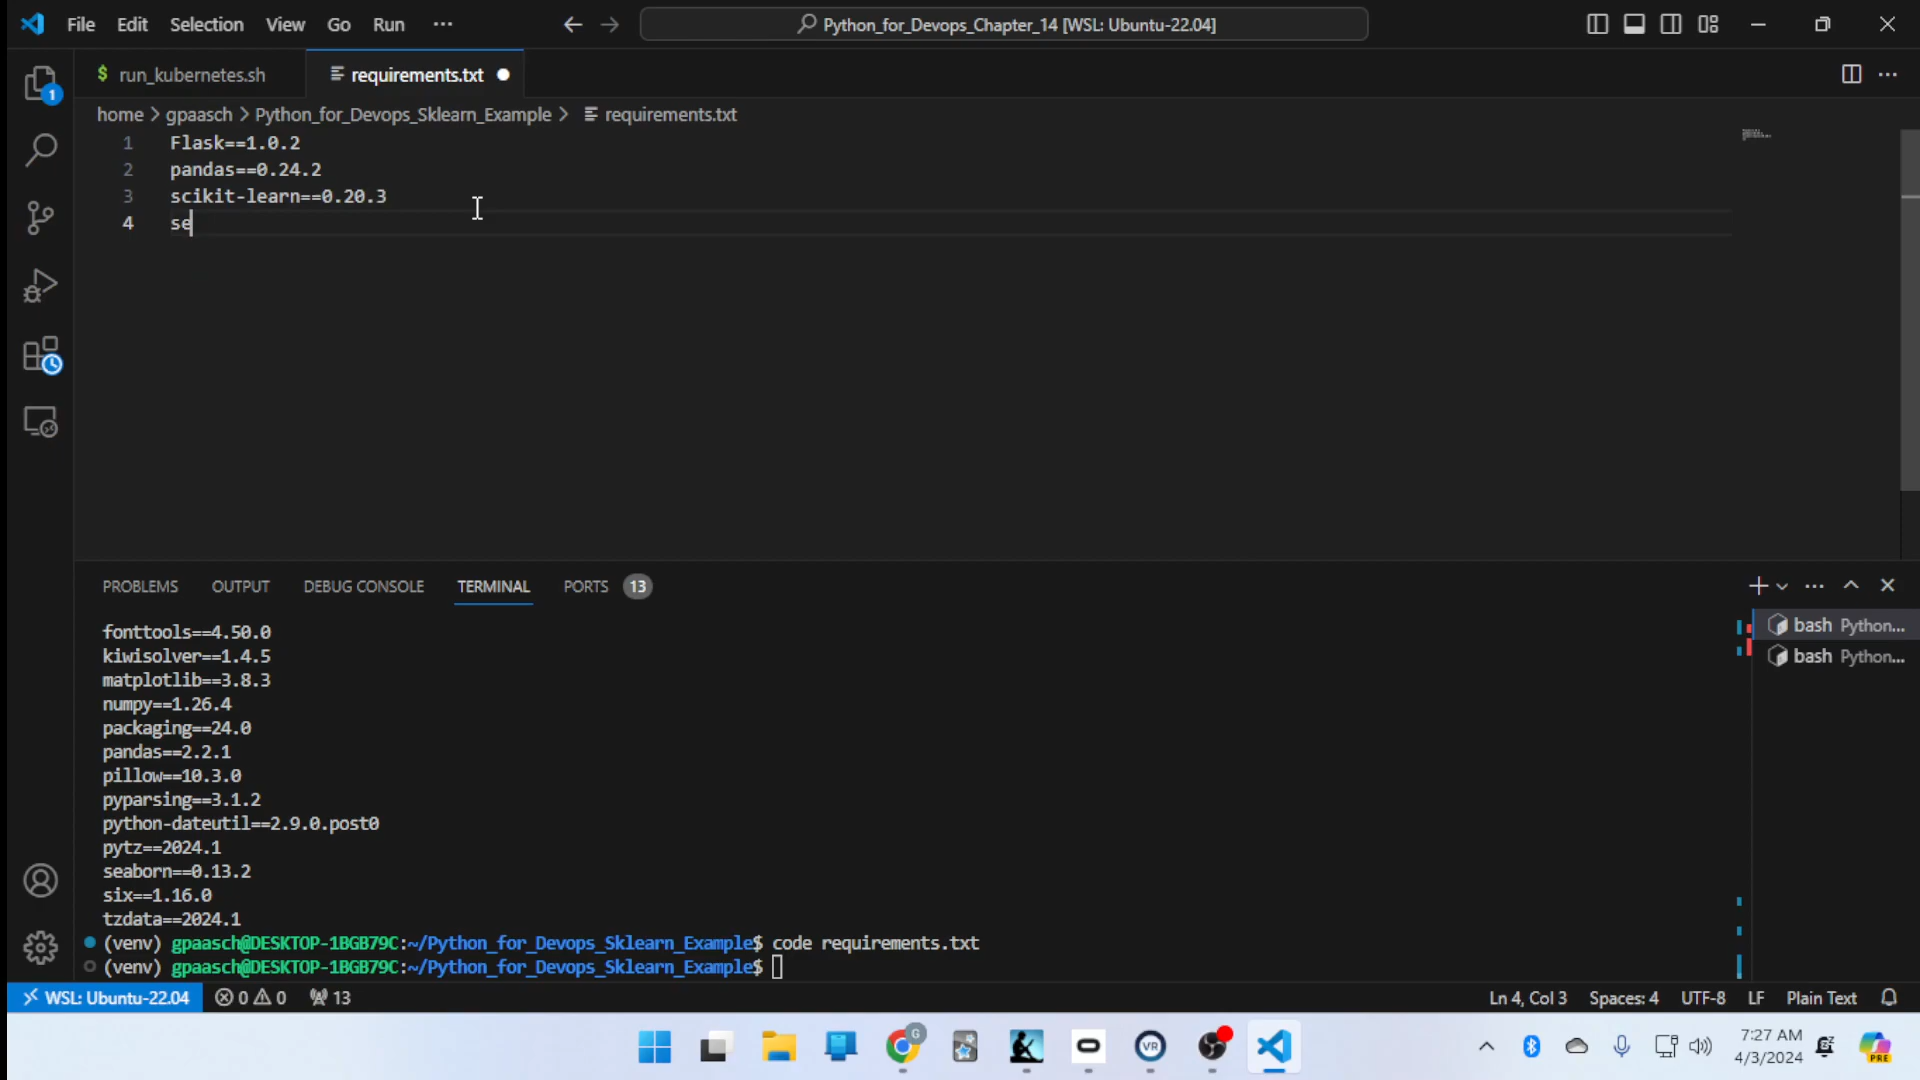 File Edit Selection View Go Run ···
Python_for_Devops_Chapter_14 [WSL: Ubuntu-22.04]
1
$ run_kubernetes.sh
requirements.txt
home > gpaasch > Python_for_Devops_Sklearn_Example > requirements.txt
1 Flask==1.0.2
2 pandas==0.24.2
3 scikit-learn==0.20.3
4 se
PROBLEMS OUTPUT DEBUG CONSOLE TERMINAL PORTS 13
fonttools==4.50.0
kiwisolver==1.4.5
matplotlib==3.8.3
numpy==1.26.4
packaging==24.0
pandas==2.2.1
pillow==10.3.0
pyparsing==3.1.2
python-dateutil==2.9.0.post0
pytz==2024.1
seaborn==0.13.2
six==1.16.0
tzdata==2024.1
(venv) gpaasch@DESKTOP-1BGB79C:~/Python_for_Devops_Sklearn_Example$ code requirements.txt
(venv) gpaasch@DESKTOP-1BGB79C:~/Python_for_Devops_Sklearn_Example$
bash Python...
bash Python...
WSL: Ubuntu-22.04 0 0 13
Ln 4, Col 3 Spaces: 4 UTF-8 LF Plain Text
G
VR
7:27 AM
4/3/2024
PRE